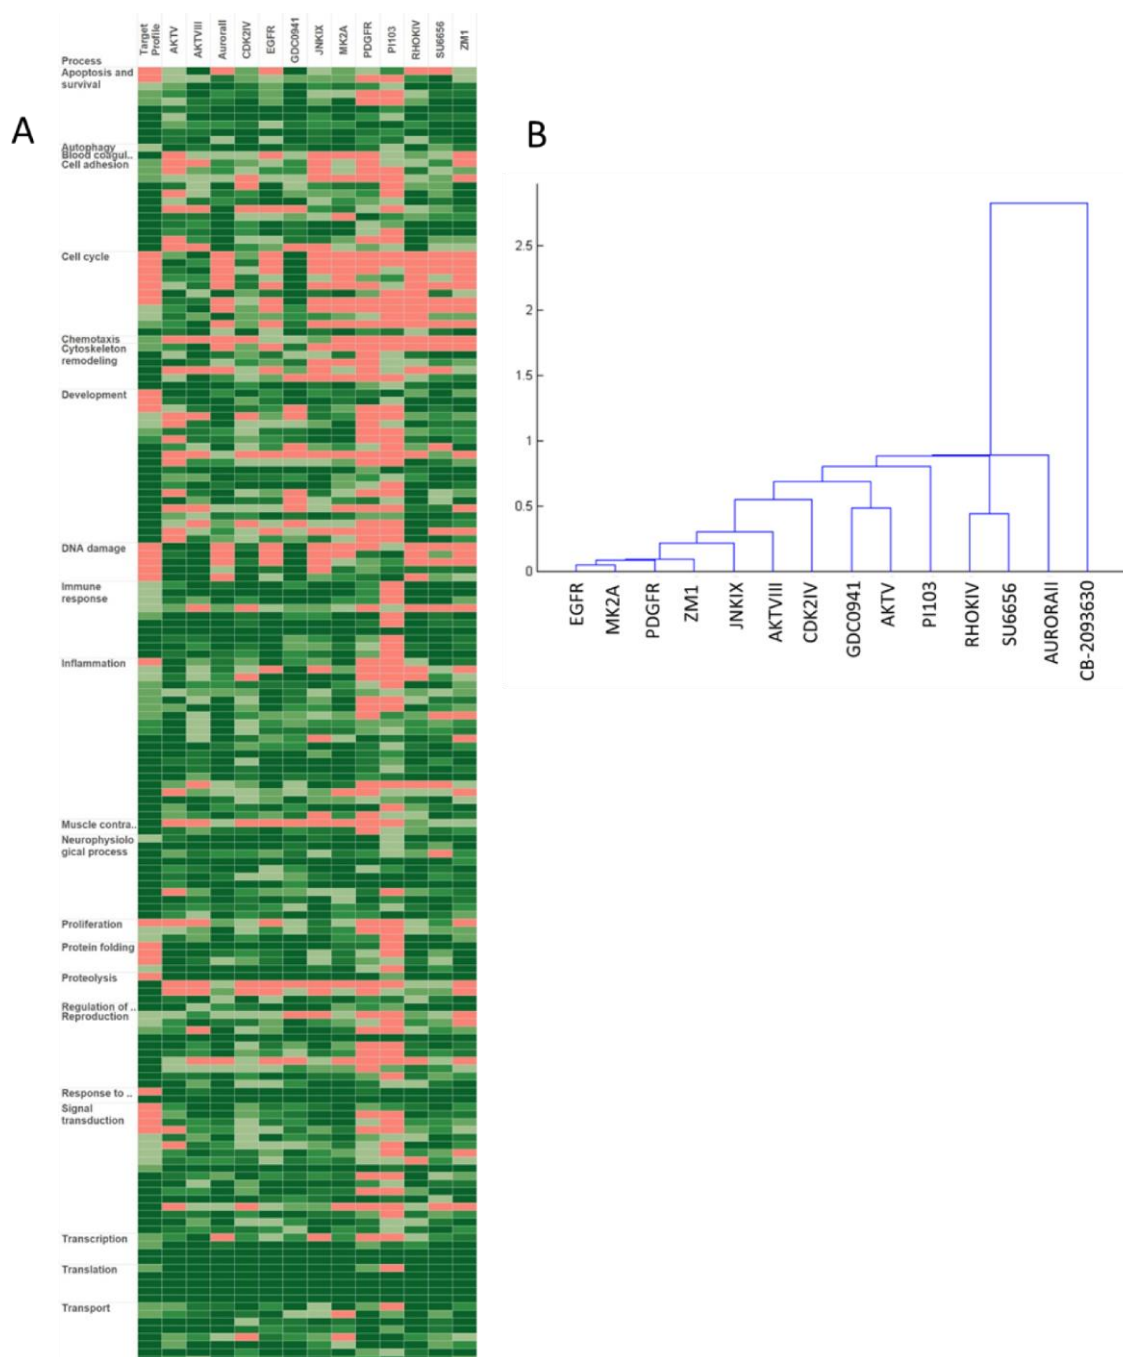 Target
Profile
AKTV
AKTVIII
AuroraII
CDK2IV
EGFR
GDC0941
JNKIX
MK2A
PDGFR
PI103
RHOKIV
SU6656
ZM1
Process
Apoptosis and
survival
A
Autophagy
Blood coagul..
Cell adhesion
Cell cycle
Chemotaxis
Cytoskeleton
remodeling
Development
DNA damage
Immune
response
Inflammation
Muscle contra..
Neurophysiolo
gical process
Proliferation
Protein folding
Proteolysis
Regulation of ..
Reproduction
Response to ..
Signal
transduction
Transcription
Translation
Transport
B
2.5
2
1.5
1
0.5
0
EGFR
MK2A
PDGFR
ZM1
JNKIX
AKTVIII
CDK2IV
GDC0941
AKTV
PI103
RHOKIV
SU6656
AURORAII
CB-2093630